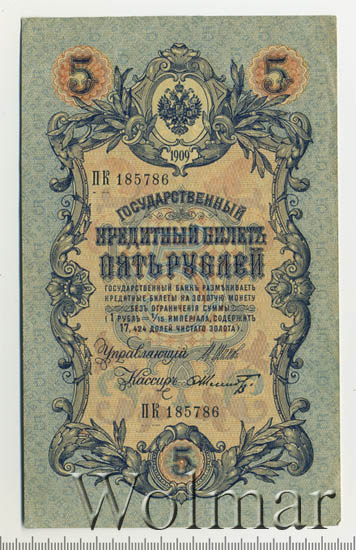 5 5
1909
ПК 185786
ГОСУДАРСТВЕННЫЙ
КРЕДИТНЫЙ БИЛЕТЪ
ПЯТЬ РУБЛЕЙ
ГОСУДАРСТВЕННЫЙ БАНКЪ РАЗМѢНИВАЕТЪ
КРЕДИТНЫЕ БИЛЕТЫ НА ЗОЛОТУЮ МОНЕТУ
БЕЗЪ ОГРАНИЧЕНІЯ СУММЫ
(1 РУБЛЬ = 1/15 ИМПЕРІАЛА, СОДЕРЖИТЪ
17,424 ДОЛЕЙ ЧИСТАГО ЗОЛОТА).
Управляющій
Кассиръ
ПК 185786
5
Wolmar